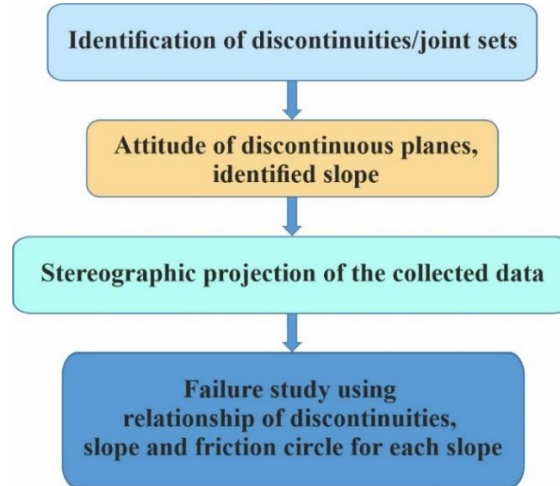 Identification of discontinuities/joint sets
Attitude of discontinuous planes,
identified slope
Stereographic projection of the collected data
Failure study using
relationship of discontinuities,
slope and friction circle for each slope